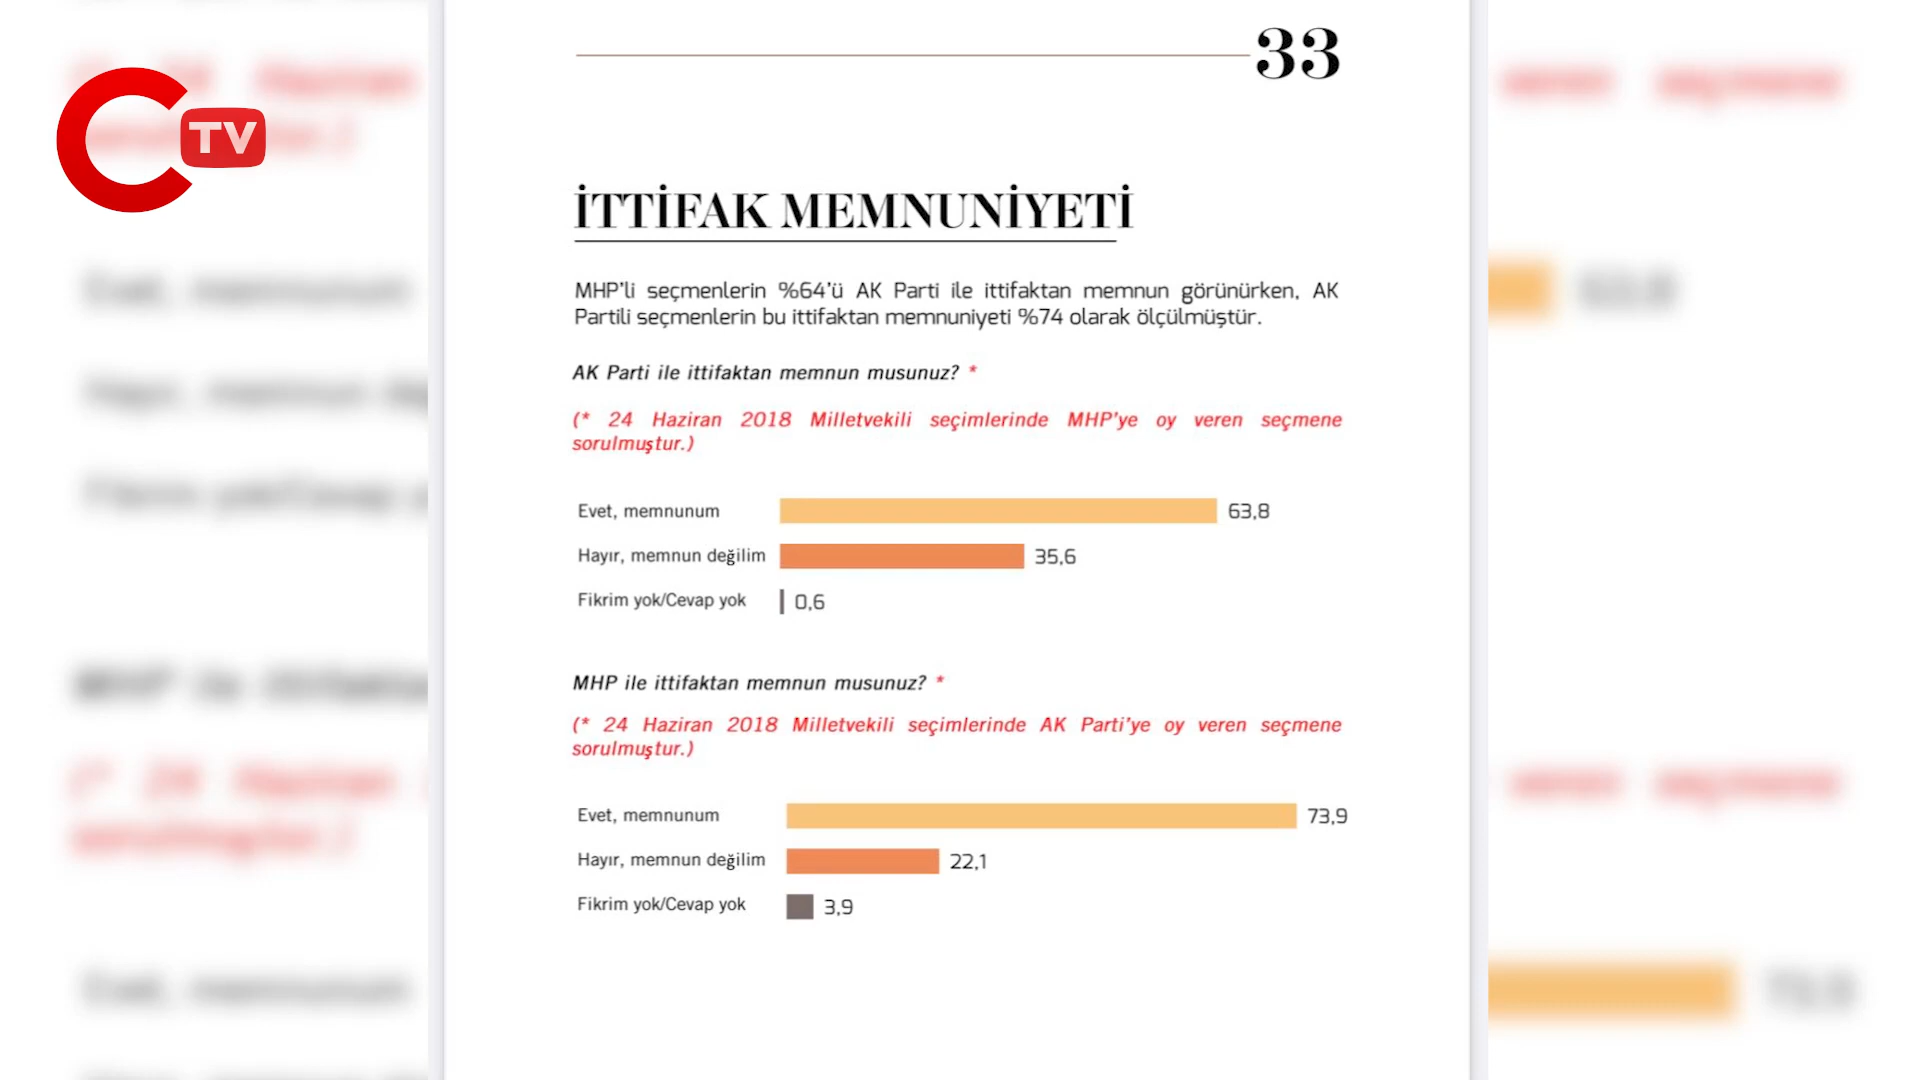 TV
33
İTTİFAK MEMNUNİYETİ
MHP'li seçmenlerin %64'ü AK Parti ile ittifaktan memnun görünürken, AK
Partili seçmenlerin bu ittifaktan memnuniyeti %74 olarak ölçülmüştür.
AK Parti ile ittifaktan memnun musunuz? *
(* 24 Haziran 2018 Milletvekili seçimlerinde MHP'ye oy veren seçmene
sorulmuştur.)
Evet, memnunum 63,8
Hayır, memnun değilim 35,6
Fikrim yok/Cevap yok 0,6
MHP ile ittifaktan memnun musunuz? *
(* 24 Haziran 2018 Milletvekili seçimlerinde AK Parti'ye oy veren seçmene
sorulmuştur.)
Evet, memnunum 73,9
Hayır, memnun değilim 22,1
Fikrim yok/Cevap yok 3,9